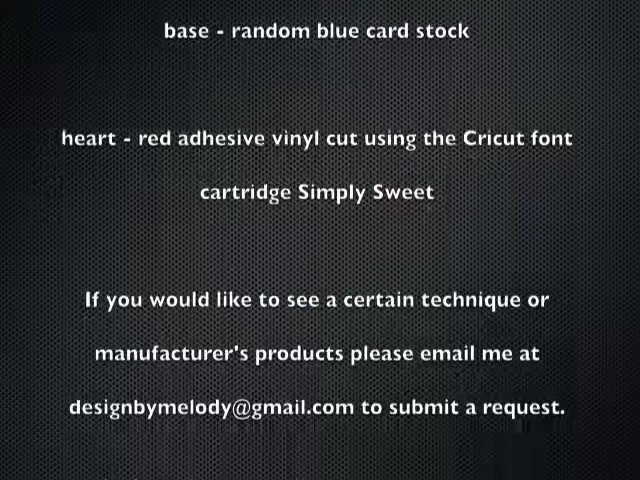 base - random blue card stock
heart - red adhesive vinyl cut using the Cricut font
cartridge Simply Sweet
If you would like to see a certain technique or
manufacturer's products please email me at
designbymelody@gmail.com to submit a request.